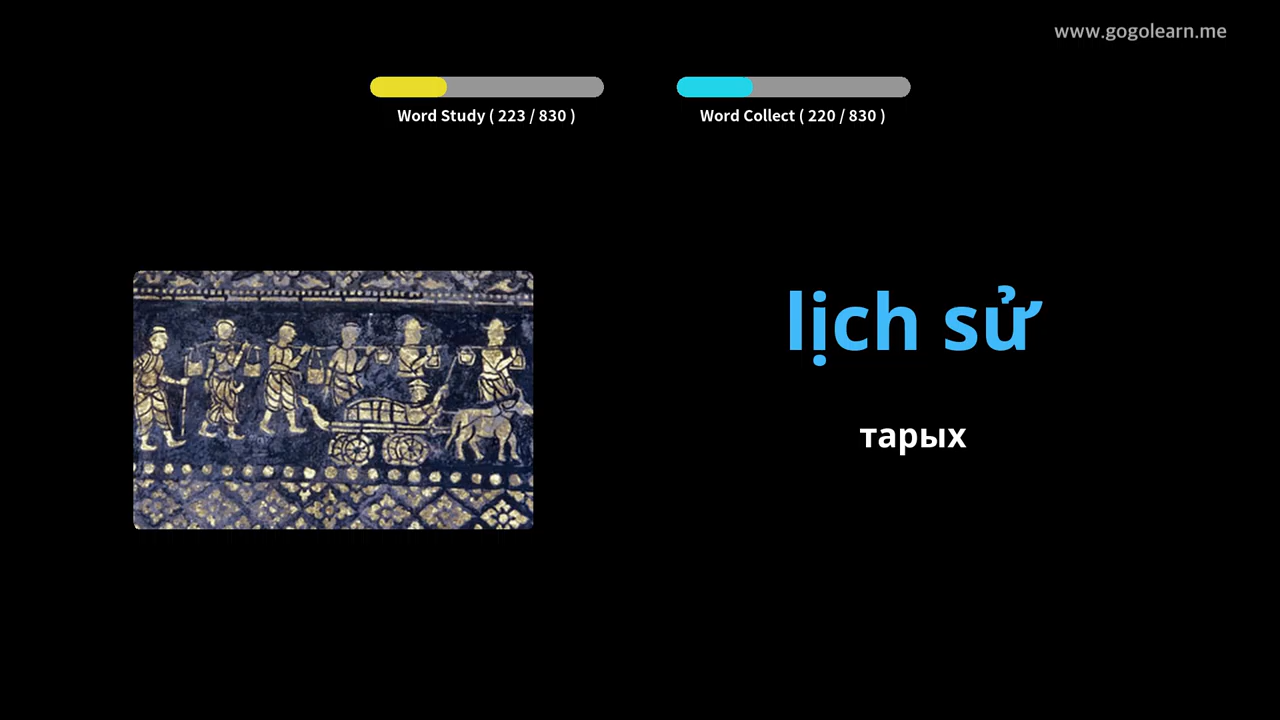 www.gogolearn.me
Word Study ( 223 / 830 )
Word Collect ( 220 / 830 )
lịch sử
тарых